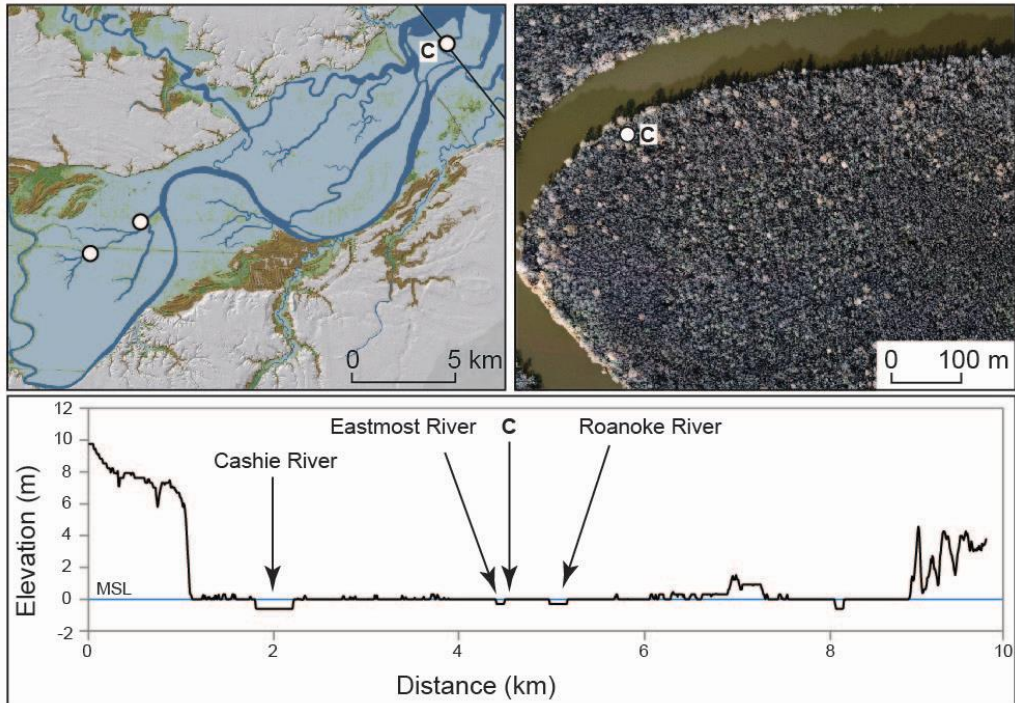 C
0 5 km
C
0 100 m
12
10
8
6
4
2
0
-2
Elevation (m)
MSL
Cashie River
Eastmost River
C
Roanoke River
0 2 4 6 8 10
Distance (km)